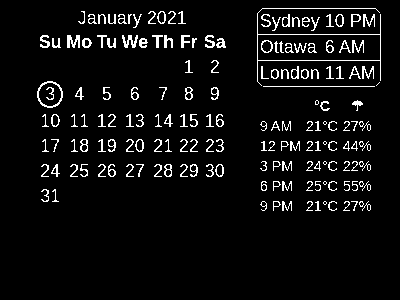 January 2021
Su Mo Tu We Th Fr Sa
1 2
3 4 5 6 7 8 9
10 11 12 13 14 15 16
17 18 19 20 21 22 23
24 25 26 27 28 29 30
31
Sydney 10 PM
Ottawa 6 AM
London 11 AM
°C ☂
9 AM 21°C 27%
12 PM 21°C 44%
3 PM 24°C 22%
6 PM 25°C 55%
9 PM 21°C 27%